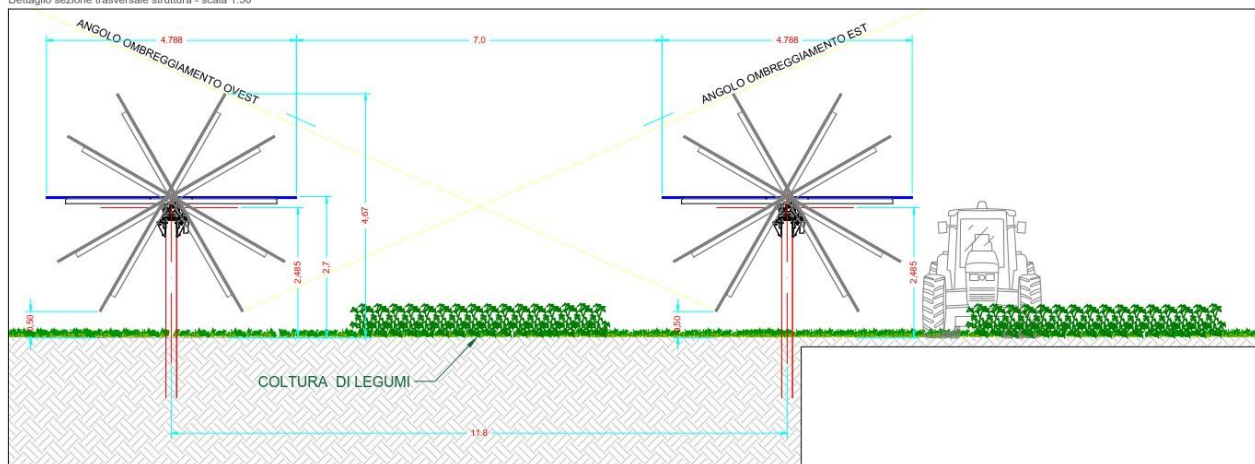 Dettaglio sezione trasversale struttura - scala 1:50
ANGOLO OMBREGGIAMENTO OVEST
4.788
7,0
4.788
ANGOLO OMBREGGIAMENTO EST
4,67
2,485
2,7
2,485
0,50
0,50
COLTURA DI LEGUMI
11.8